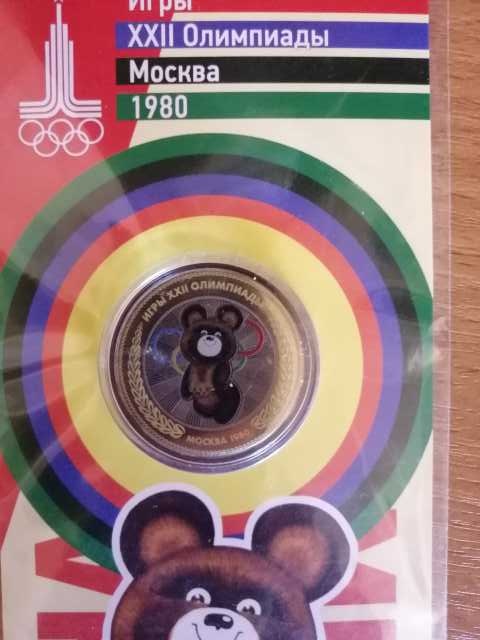 Игры
XXII Олимпиады
Москва
1980
ИГРЫ XXII ОЛИМПИАДЫ
МОСКВА 1980